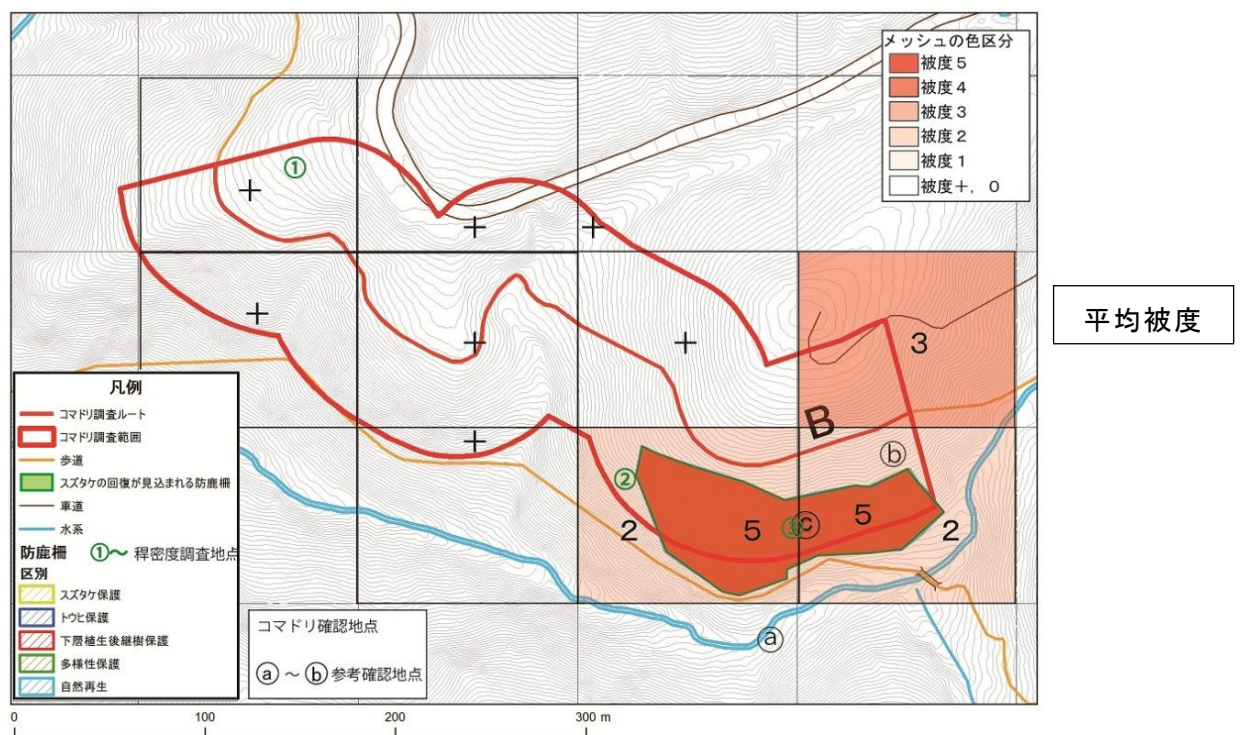 メッシュの色区分
被度5
被度4
被度3
被度2
被度1
被度+,0
平均被度
①
+
+
+
+
+
+
3
B
ⓑ
+
②
2
5
③
ⓒ
5
2
ⓐ
凡例
コマドリ調査ルート
コマドリ調査範囲
歩道
スズタケの回復が見込まれる防鹿柵
車道
水系
防鹿柵 ①〜 稈密度調査地点
区別
スズタケ保護
トウヒ保護
下層植生後継樹保護
多様性保護
自然再生
コマドリ確認地点
ⓐ〜ⓑ参考確認地点
0 100 200 300 m